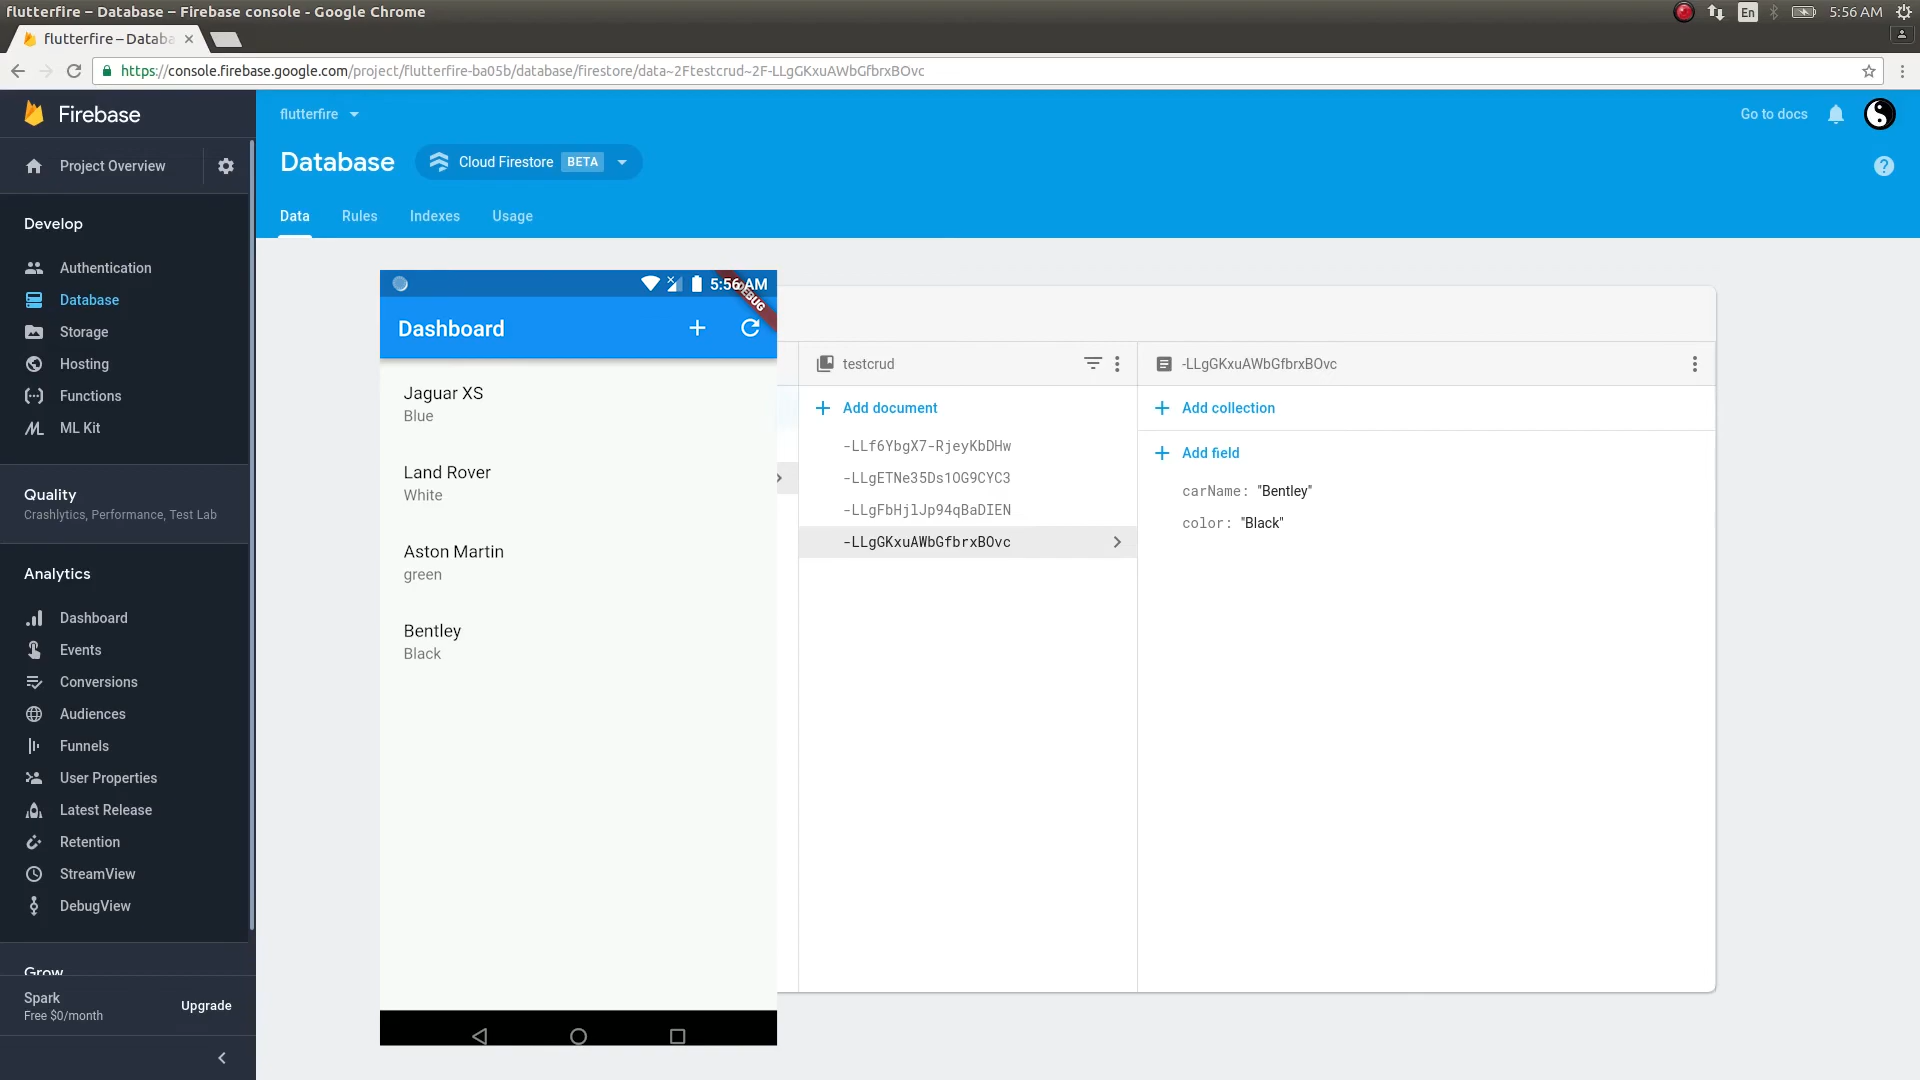 flutterfire – Database – Firebase console - Google Chrome
En
5:56 AM
flutterfire – Databa
https://console.firebase.google.com/project/flutterfire-ba05b/database/firestore/data~2Ftestcrud~2F-LLgGKxuAWbGfbrxBOvc
Firebase
flutterfire
Go to docs
Project Overview
Database
Cloud Firestore
BETA
Data
Rules
Indexes
Usage
Develop
Authentication
Database
Storage
Hosting
Functions
ML Kit
Quality
Crashlytics, Performance, Test Lab
Analytics
Dashboard
Events
Conversions
Audiences
Funnels
User Properties
Latest Release
Retention
StreamView
DebugView
Grow
Spark
Free $0/month
Upgrade
5:56 AM
DEBUG
Dashboard
Jaguar XS
Blue
Land Rover
White
Aston Martin
green
Bentley
Black
testcrud
Add document
-LLf6YbgX7-RjeyKbDHw
-LLgETNe35Ds1OG9CYC3
-LLgFbHjlJp94qBaDIEN
-LLgGKxuAWbGfbrxBOvc
-LLgGKxuAWbGfbrxBOvc
Add collection
Add field
carName: "Bentley"
color: "Black"